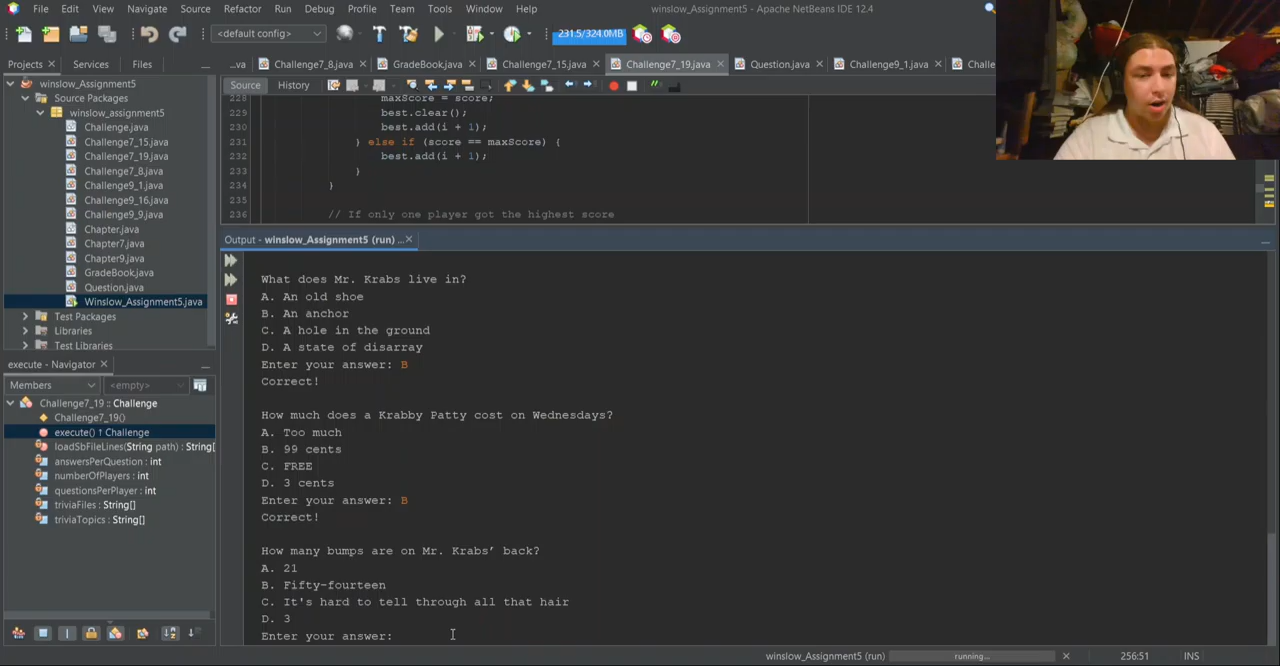 File Edit View Navigate Source Refactor Run Debug Profile Team Tools Window Help winslow_Assignment5 - Apache NetBeans IDE 12.4
<default config> 231.5/324.0MB
Projects Services Files ...va Challenge7_8.java GradeBook.java Challenge7_15.java Challenge7_19.java Question.java Challenge9_1.java Challe
Source History
winslow_Assignment5
Source Packages
winslow_assignment5
Challenge.java
Challenge7_15.java
Challenge7_19.java
Challenge7_8.java
Challenge9_1.java
Challenge9_16.java
Challenge9_9.java
Chapter.java
Chapter7.java
Chapter9.java
GradeBook.java
Question.java
Winslow_Assignment5.java
Test Packages
Libraries
Test Libraries
228 maxScore = score;
229 best.clear();
230 best.add(i + 1);
231 } else if (score == maxScore) {
232 best.add(i + 1);
233 }
234 }
235
236 // If only one player got the highest score
execute - Navigator
Members <empty>
Challenge7_19 :: Challenge
Challenge7_19()
execute() ↑ Challenge
loadSbFileLines(String path) : String[
answersPerQuestion : int
numberOfPlayers : int
questionsPerPlayer : int
triviaFiles : String[]
triviaTopics : String[]
Output - winslow_Assignment5 (run) ...
What does Mr. Krabs live in?
A. An old shoe
B. An anchor
C. A hole in the ground
D. A state of disarray
Enter your answer: B
Correct!
How much does a Krabby Patty cost on Wednesdays?
A. Too much
B. 99 cents
C. FREE
D. 3 cents
Enter your answer: B
Correct!
How many bumps are on Mr. Krabs’ back?
A. 21
B. Fifty-fourteen
C. It's hard to tell through all that hair
D. 3
Enter your answer:
winslow_Assignment5 (run) running... 256:51 INS